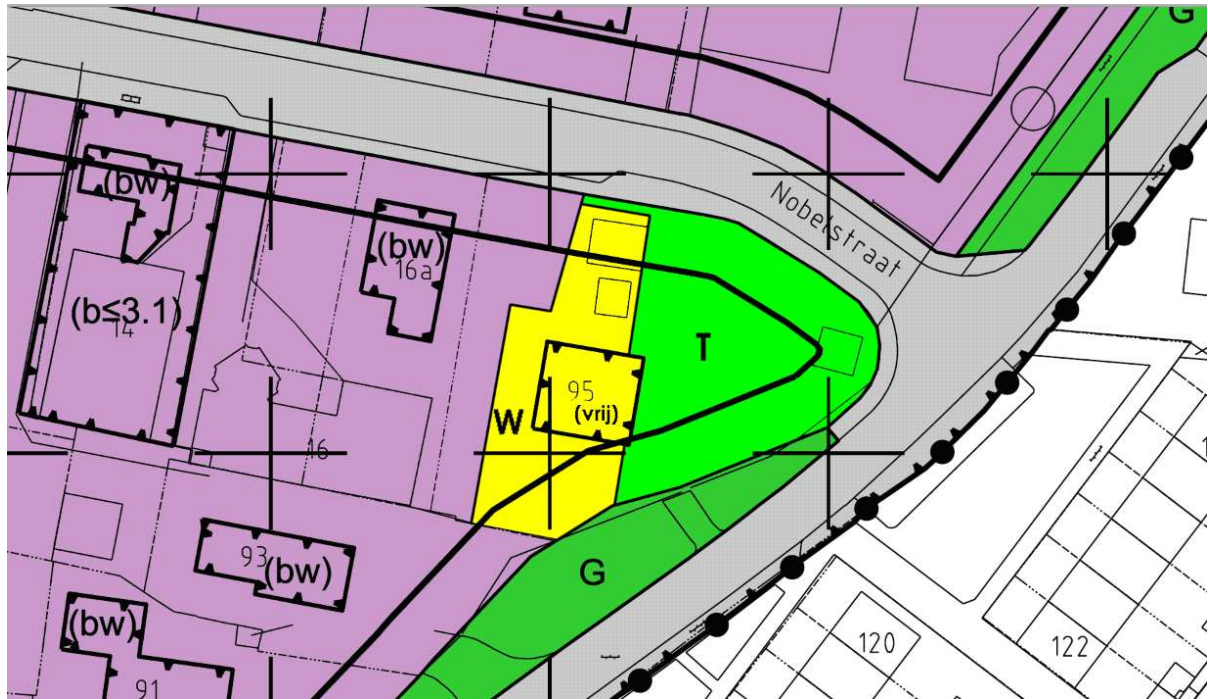 G
(bw)
(bw)
16a
Nobelstraat
(b≤3.1)
14
T
95
(vrij)
W
16
G
93
(bw)
(bw)
91
120
122